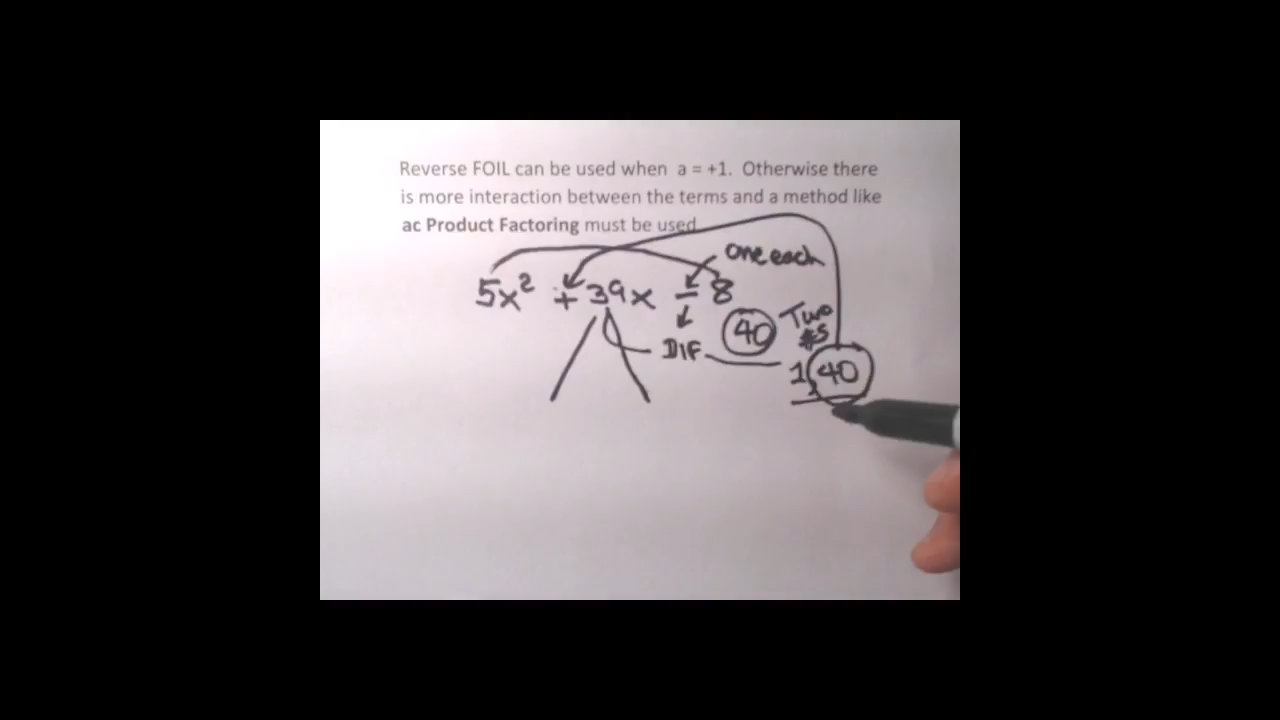 Reverse FOIL can be used when a = +1. Otherwise there
is more interaction between the terms and a method like
ac Product Factoring must be used.
one each
5x² + 39x - 8
40 Two
#s
DIF
1, 40